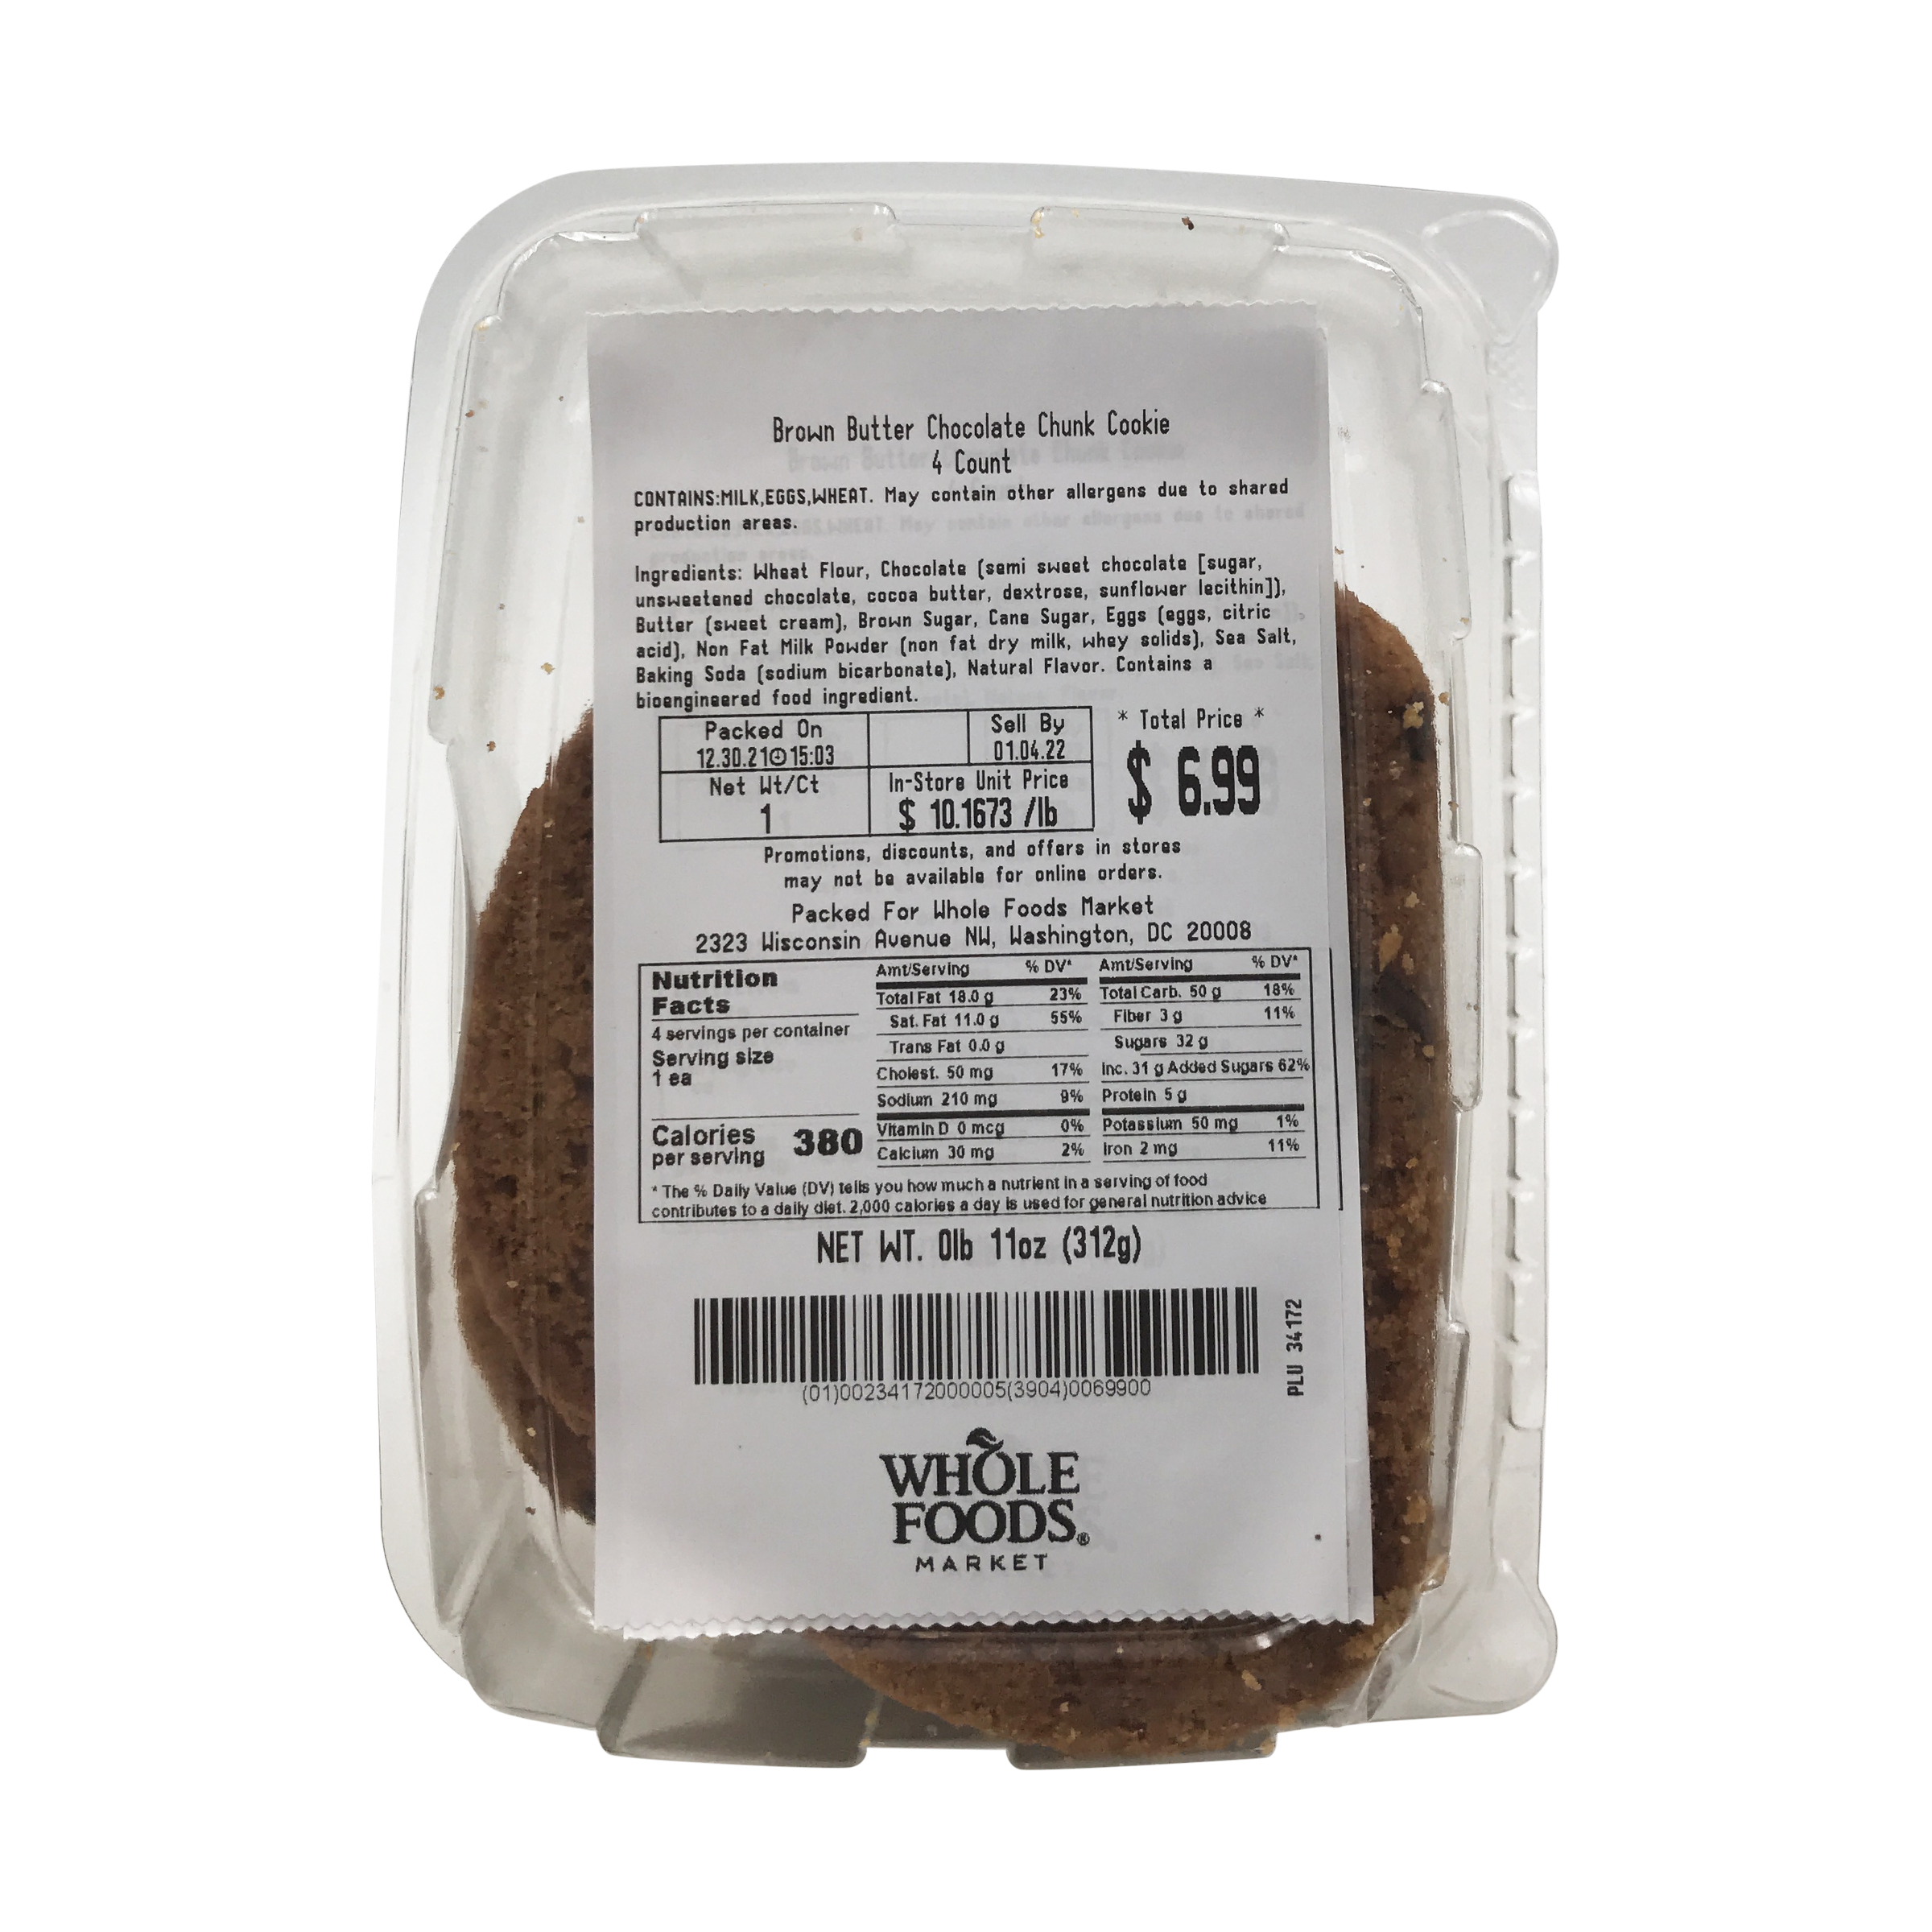 Brown Butter Chocolate Chunk Cookie
4 Count
CONTAINS:MILK,EGGS,WHEAT. May contain other allergens due to shared
production areas.
Ingredients: Wheat Flour, Chocolate (semi sweet chocolate [sugar,
unsweetened chocolate, cocoa butter, dextrose, sunflower lecithin]),
Butter (sweet cream), Brown Sugar, Cane Sugar, Eggs (eggs, citric
acid), Non Fat Milk Powder (non fat dry milk, whey solids), Sea Salt,
Baking Soda (sodium bicarbonate), Natural Flavor. Contains a
bioengineered food ingredient.
Packed On
12.30.21 15:03
Sell By
01.04.22
* Total Price *
$ 6.99
Net Wt/Ct
1
In-Store Unit Price
$ 10.1673 /lb
Promotions, discounts, and offers in stores
may not be available for online orders.
Packed For Whole Foods Market
2323 Wisconsin Avenue NW, Washington, DC 20008
Nutrition
Facts
4 servings per container
Serving size
1 ea
Calories
per serving 380
Amt/Serving % DV*
Total Fat 18.0 g 23%
Sat. Fat 11.0 g 55%
Trans Fat 0.0 g
Cholest. 50 mg 17%
Sodium 210 mg 9%
Vitamin D 0 mcg 0%
Calcium 30 mg 2%
Amt/Serving % DV*
Total Carb. 50 g 18%
Fiber 3 g 11%
Sugars 32 g
Inc. 31 g Added Sugars 62%
Protein 5 g
Potassium 50 mg 1%
Iron 2 mg 11%
* The % Daily Value (DV) tells you how much a nutrient in a serving of food
contributes to a daily diet. 2,000 calories a day is used for general nutrition advice
NET WT. 0lb 11oz (312g)
(01)00234172000005(3904)0069900
PLU 34172
WHOLE
FOODS®
MARKET